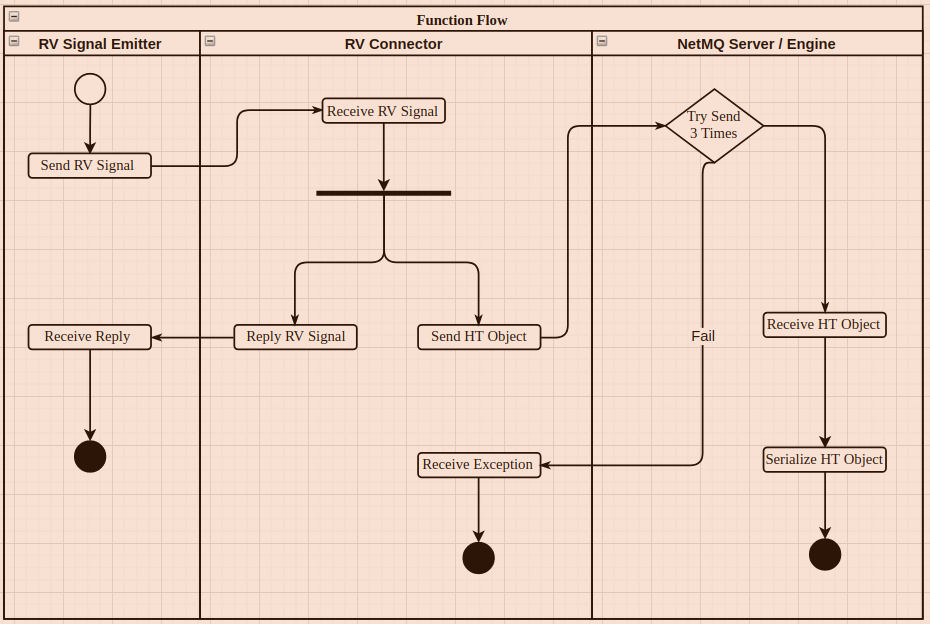 Function Flow
RV Signal Emitter
RV Connector
NetMQ Server / Engine
Send RV Signal
Receive RV Signal
Try Send
3 Times
Receive Reply
Reply RV Signal
Send HT Object
Fail
Receive HT Object
Receive Exception
Serialize HT Object